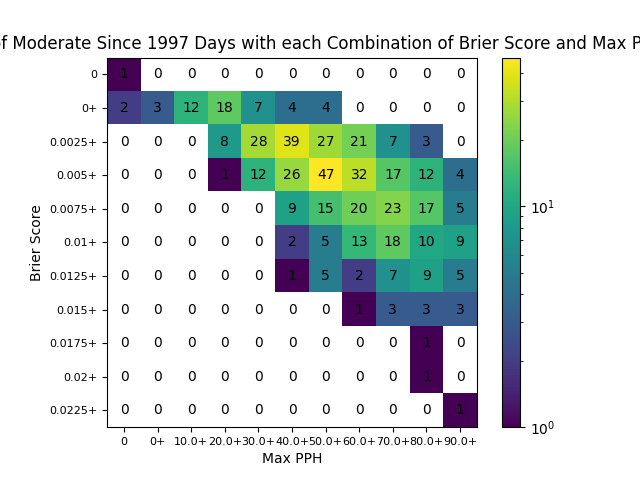 f Moderate Since 1997 Days with each Combination of Brier Score and Max P
Brier Score
0 1 0 0 0 0 0 0 0 0 0 0
0+ 2 3 12 18 7 4 4 0 0 0 0
0.0025+ 0 0 0 8 28 39 27 21 7 3 0
0.005+ 0 0 0 1 12 26 47 32 17 12 4
0.0075+ 0 0 0 0 0 9 15 20 23 17 5
0.01+ 0 0 0 0 0 2 5 13 18 10 9
0.0125+ 0 0 0 0 0 1 5 2 7 9 5
0.015+ 0 0 0 0 0 0 0 1 3 3 3
0.0175+ 0 0 0 0 0 0 0 0 0 1 0
0.02+ 0 0 0 0 0 0 0 0 0 1 0
0.0225+ 0 0 0 0 0 0 0 0 0 0 1
0 0+ 10.0+ 20.0+ 30.0+ 40.0+ 50.0+ 60.0+ 70.0+ 80.0+ 90.0+
Max PPH
10¹
10⁰